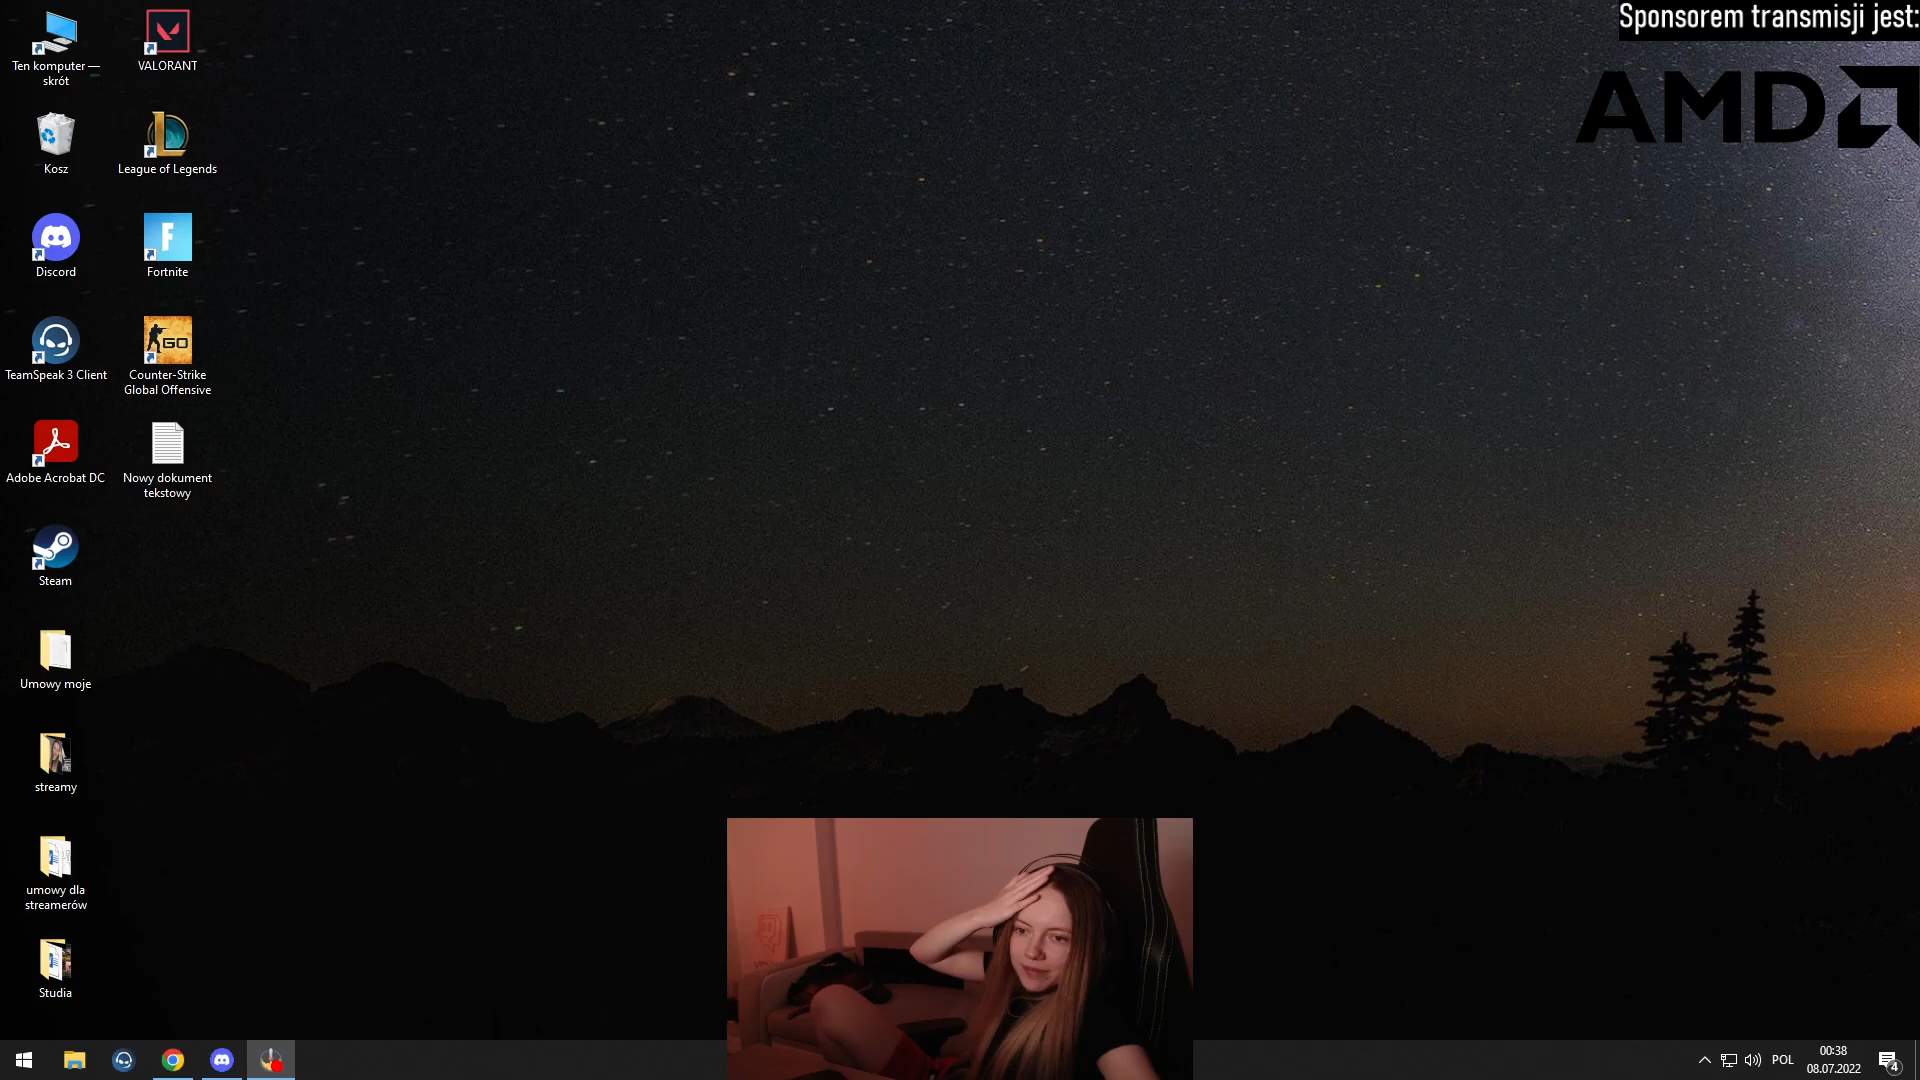 Sponsorem transmisji jest:
AMD
Ten komputer —
skrót
VALORANT
Kosz
League of Legends
Discord
Fortnite
TeamSpeak 3 Client
GO
Counter-Strike
Global Offensive
Adobe Acrobat DC
Nowy dokument
tekstowy
Steam
Umowy moje
streamy
umowy dla
streamerów
Studia
POL
00:38
08.07.2022
4